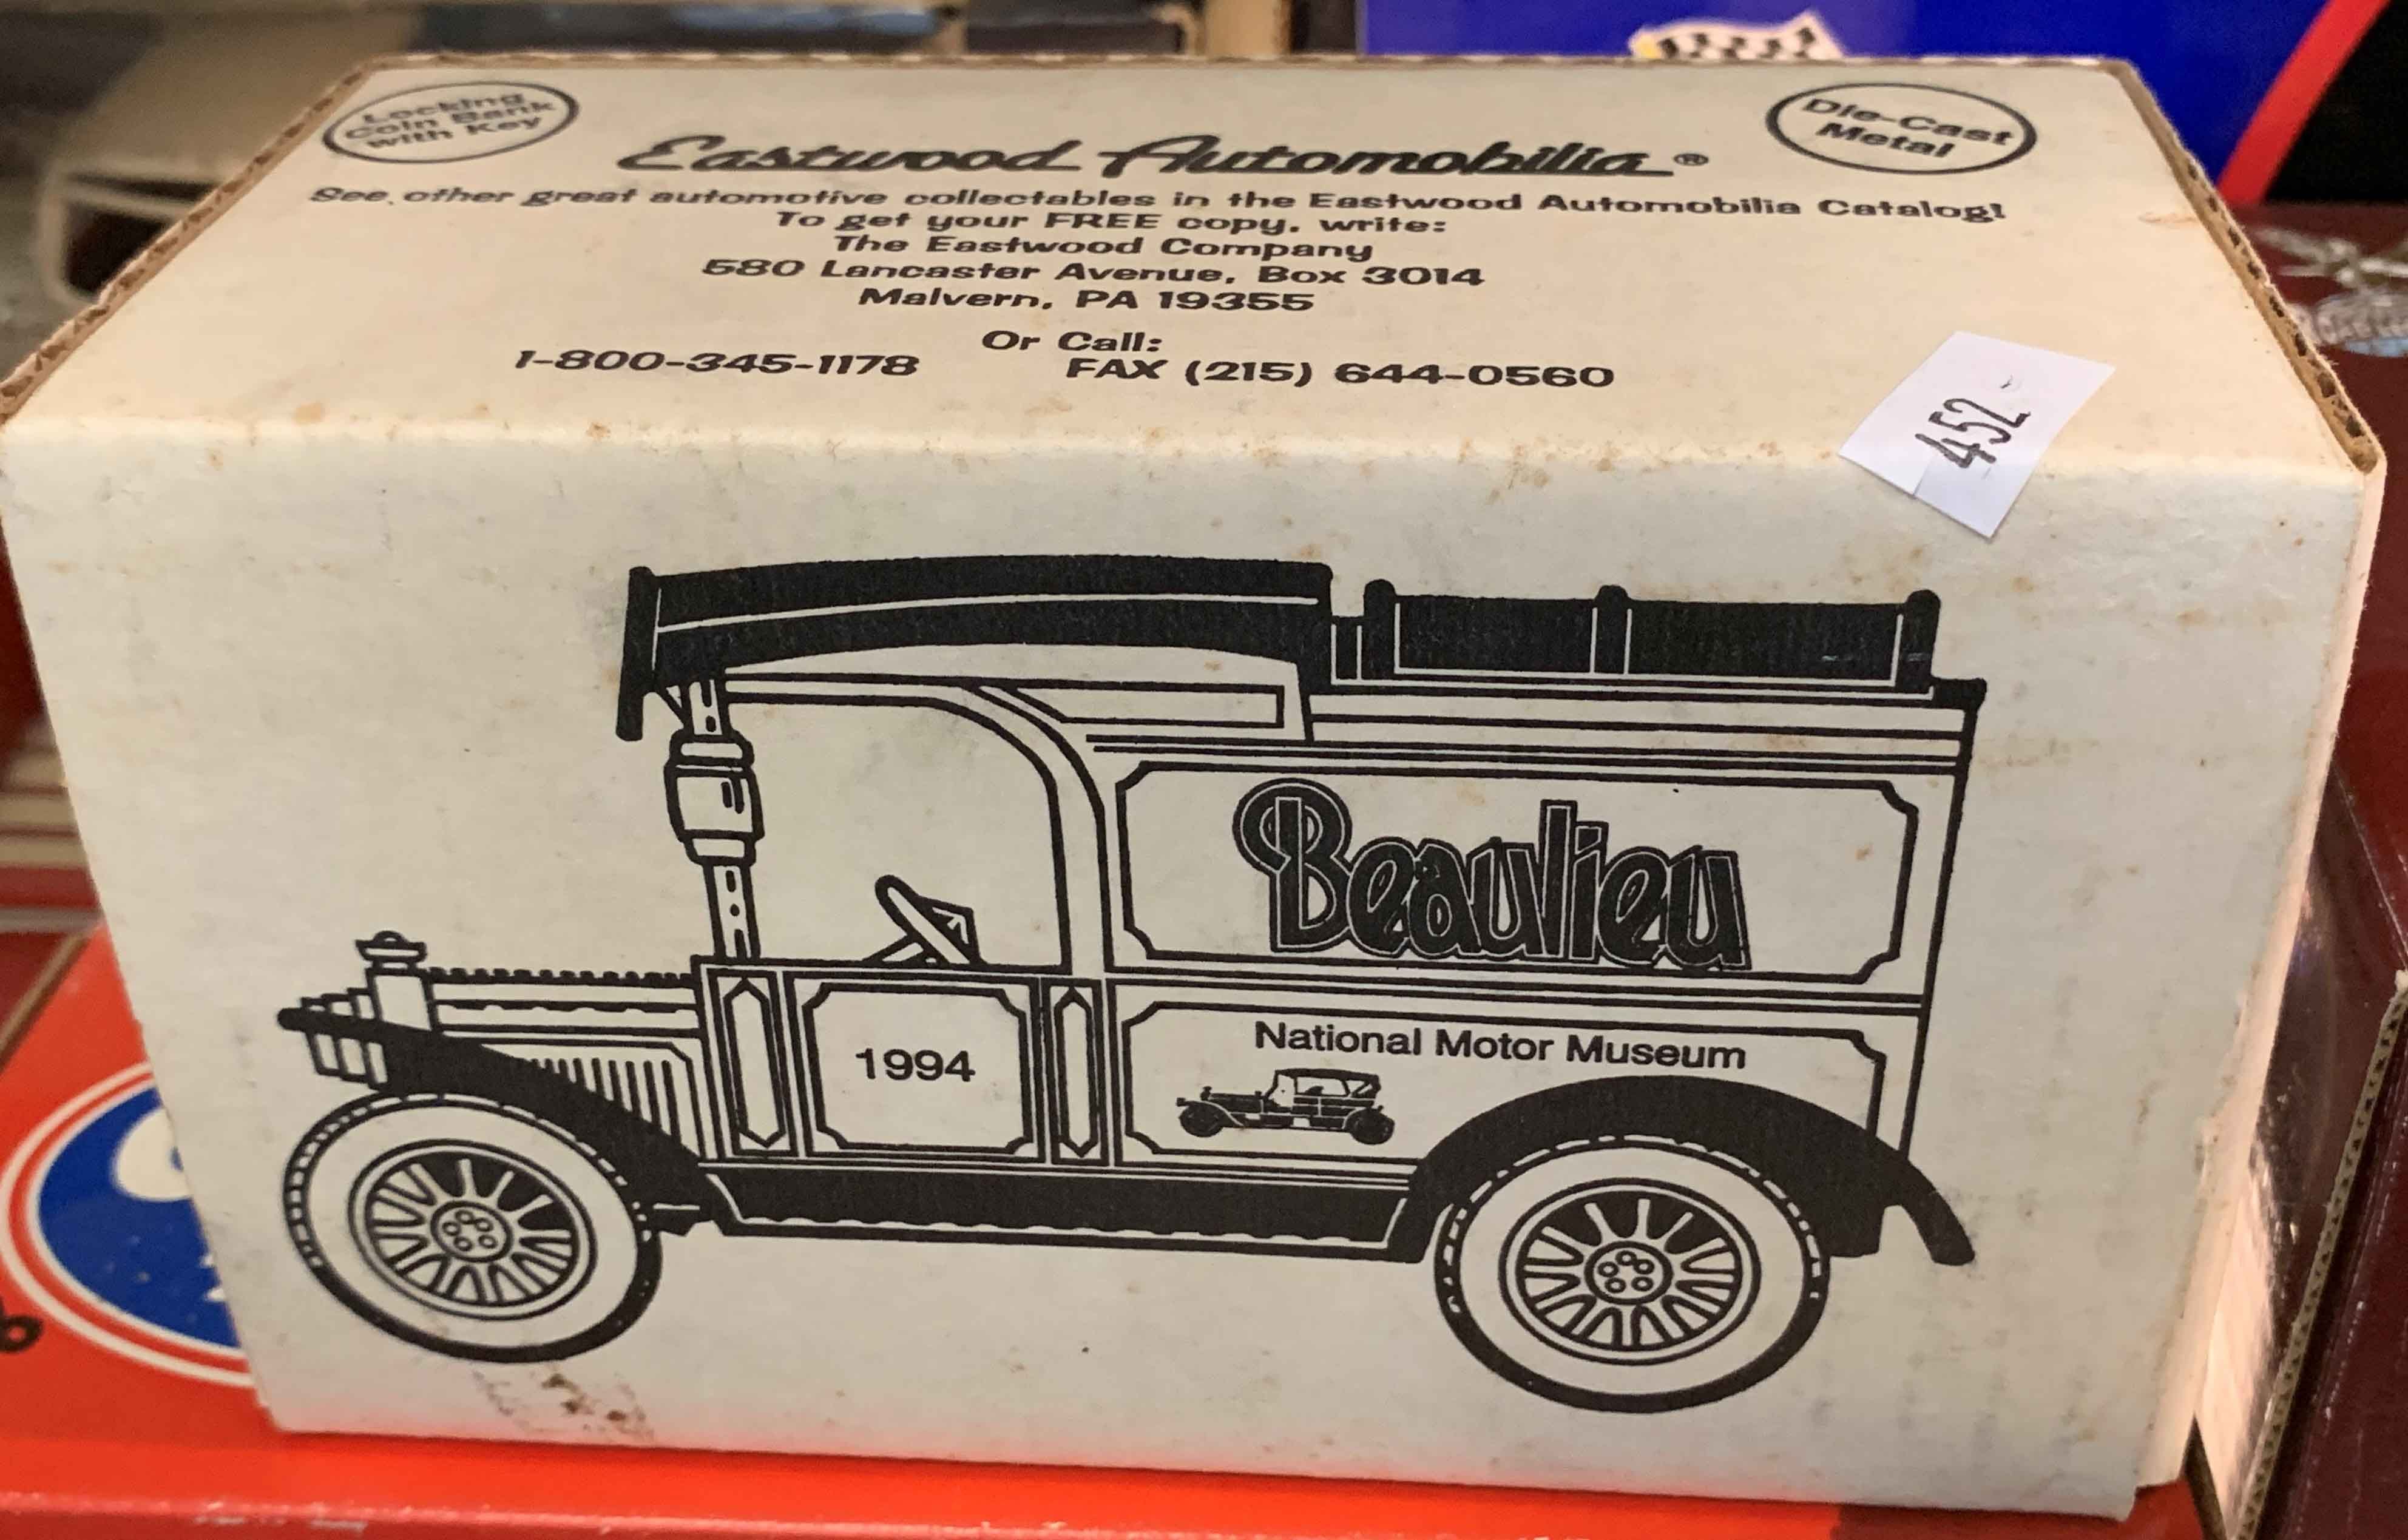 Locking
Coin Bank
with Key
Die-Cast
Metal
Eastwood Automobilia®
See other great automotive collectables in the Eastwood Automobilia Catalog!
To get your FREE copy, write:
The Eastwood Company
580 Lancaster Avenue, Box 3014
Malvern, PA 19355
Or Call:
1-800-345-1178 FAX (215) 644-0560
452
Beaulieu
National Motor Museum
1994